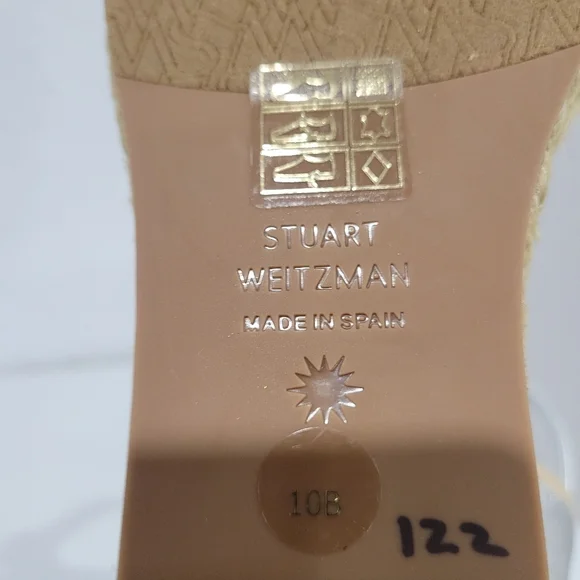 STUART
WEITZMAN
MADE IN SPAIN
10B
122